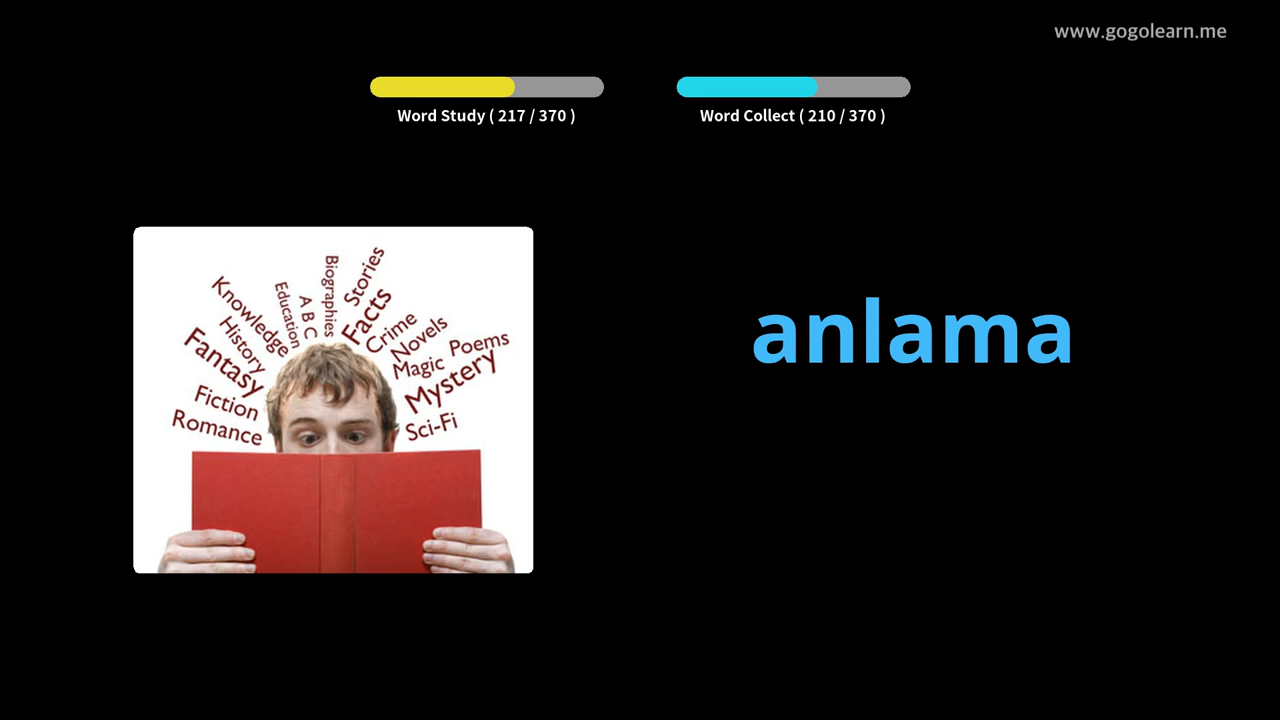 www.gogolearn.me
Word Study ( 217 / 370 )
Word Collect ( 210 / 370 )
anlama
Romance
Fiction
Fantasy
History
Knowledge
Education
A B C
Biographies
Stories
Facts
Crime
Novels
Magic
Poems
Mystery
Sci-Fi